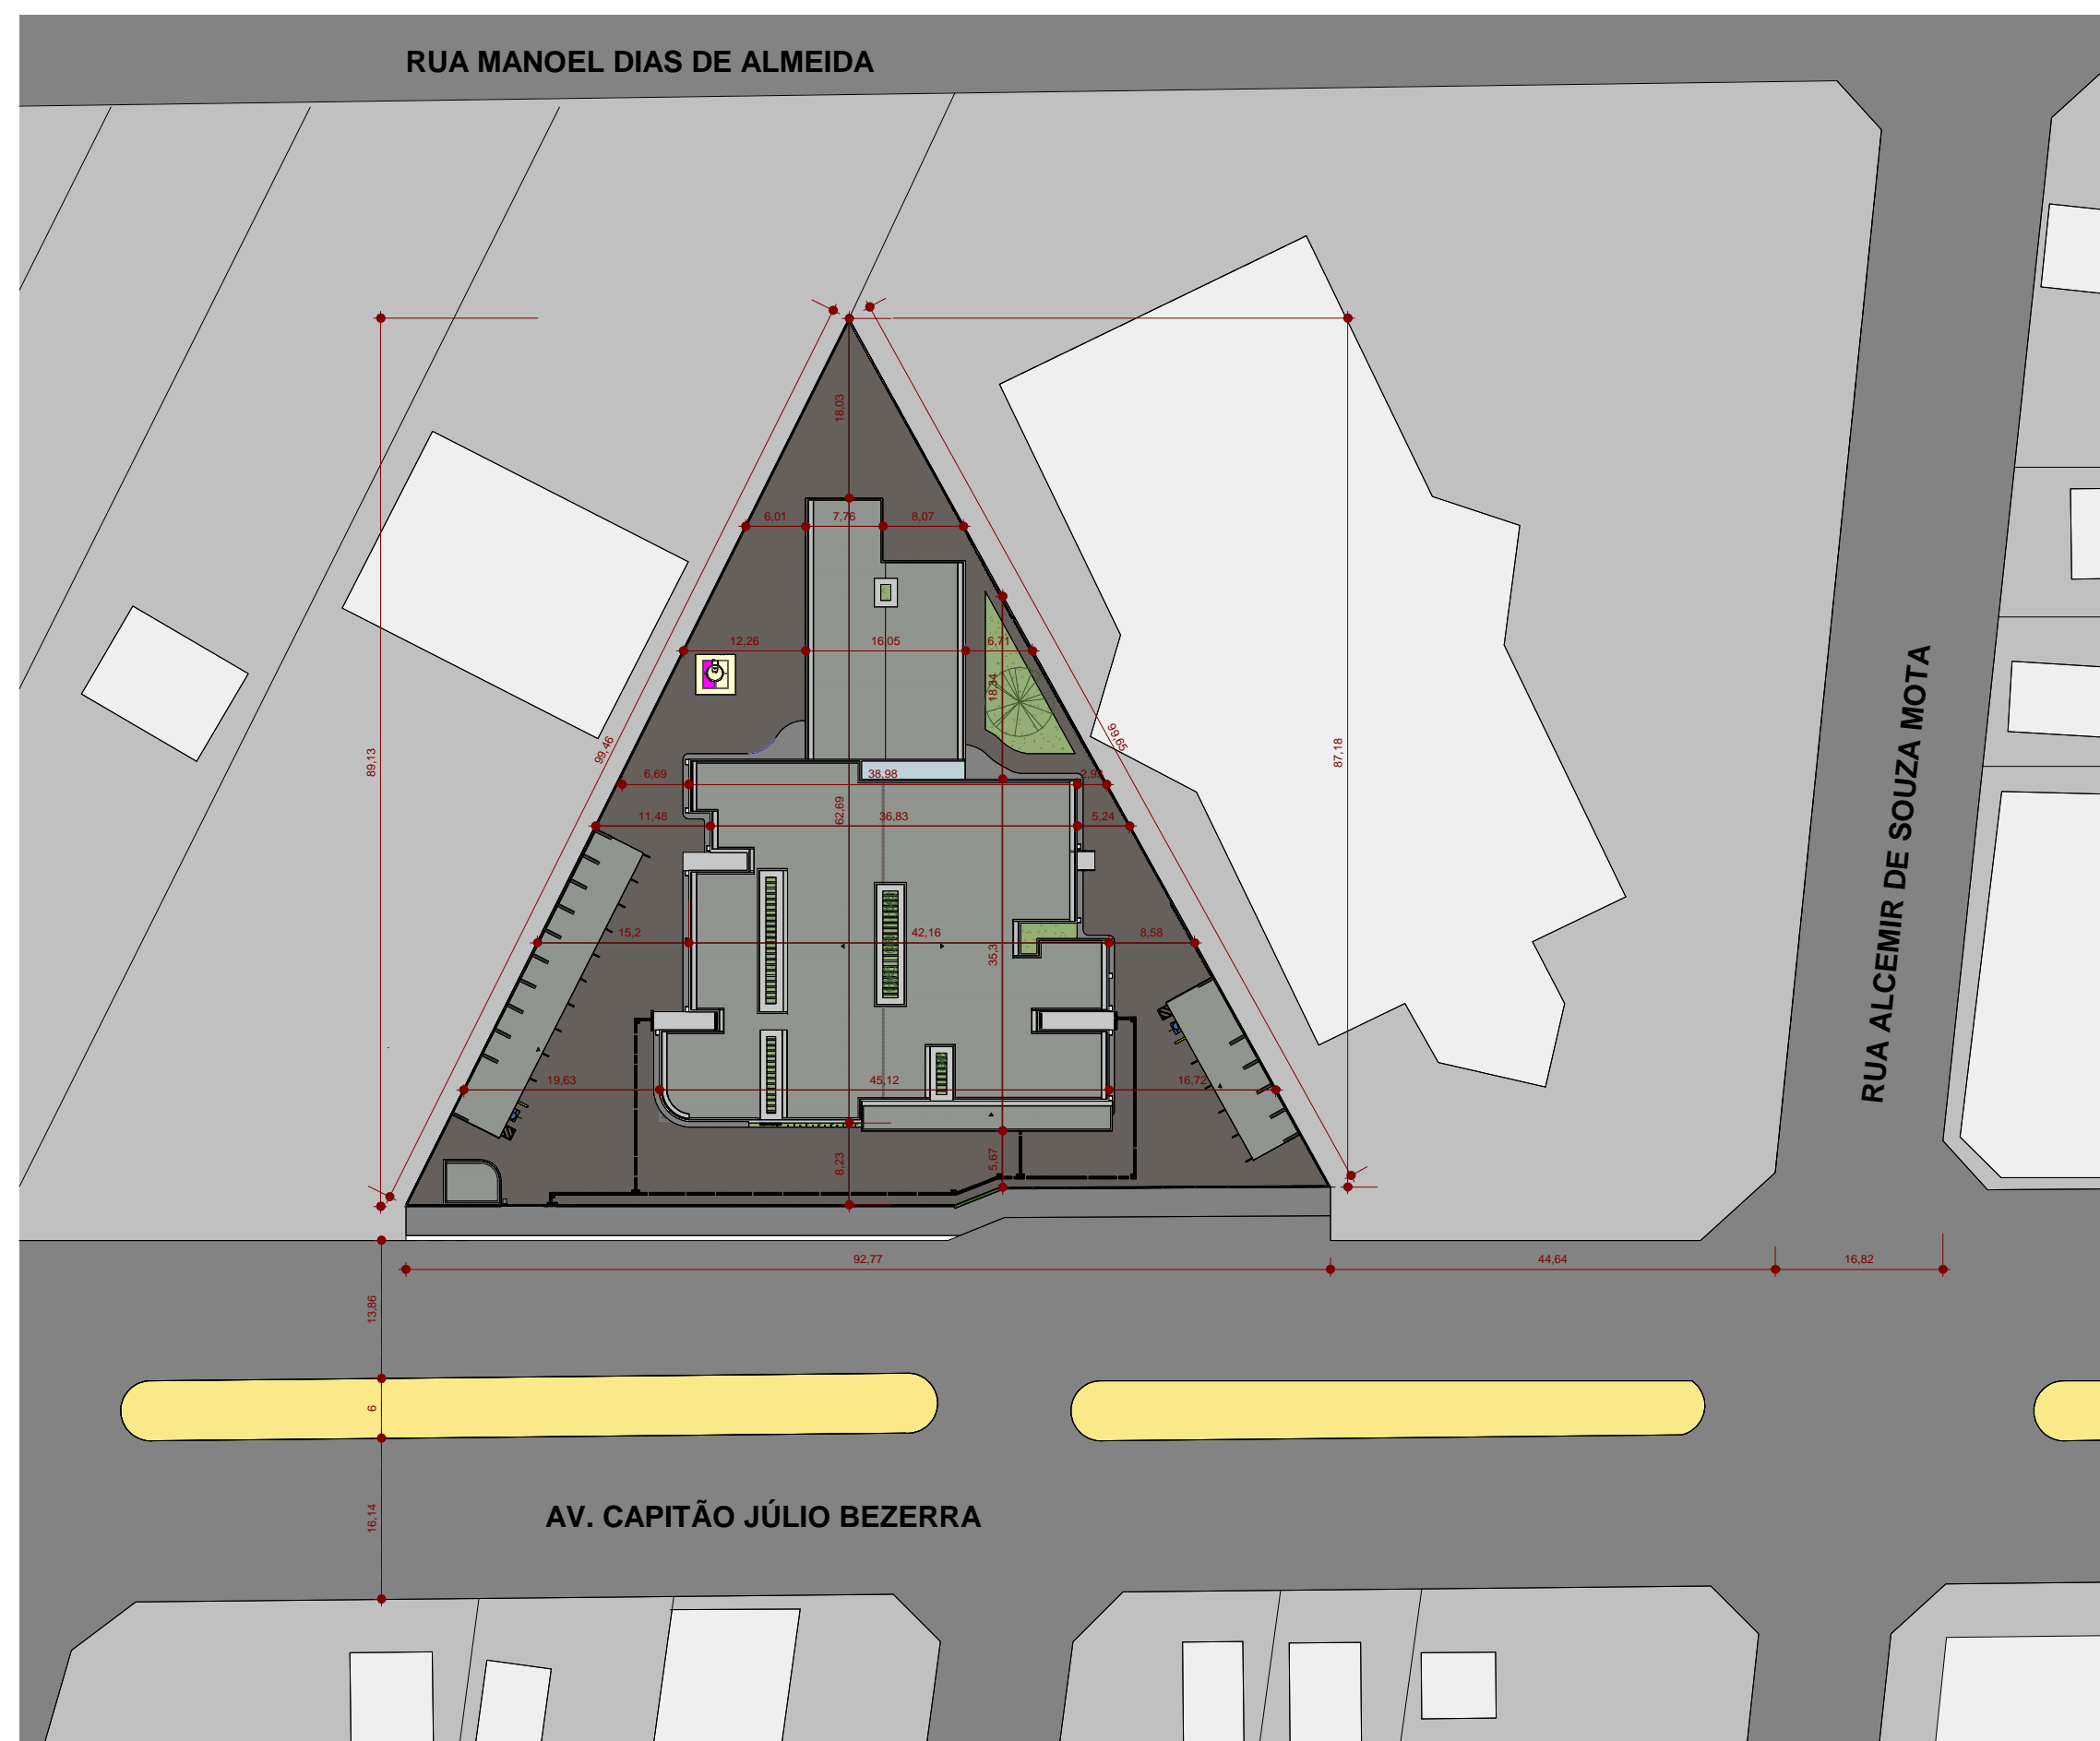 RUA MANOEL DIAS DE ALMEIDA
18,03
6,01 7,76 8,07
12,26 16,05 6,71
18,34
RUA ALCEMIR DE SOUZA MOTA
99,46
99,65
89,13
87,18
6,69 38,98 2,93
62,69
11,48 36,83 5,24
15,2 42,16 8,58
35,3
19,63 45,12 16,72
8,23
5,67
92,77 44,64 16,82
13,86
6
16,14
AV. CAPITÃO JÚLIO BEZERRA